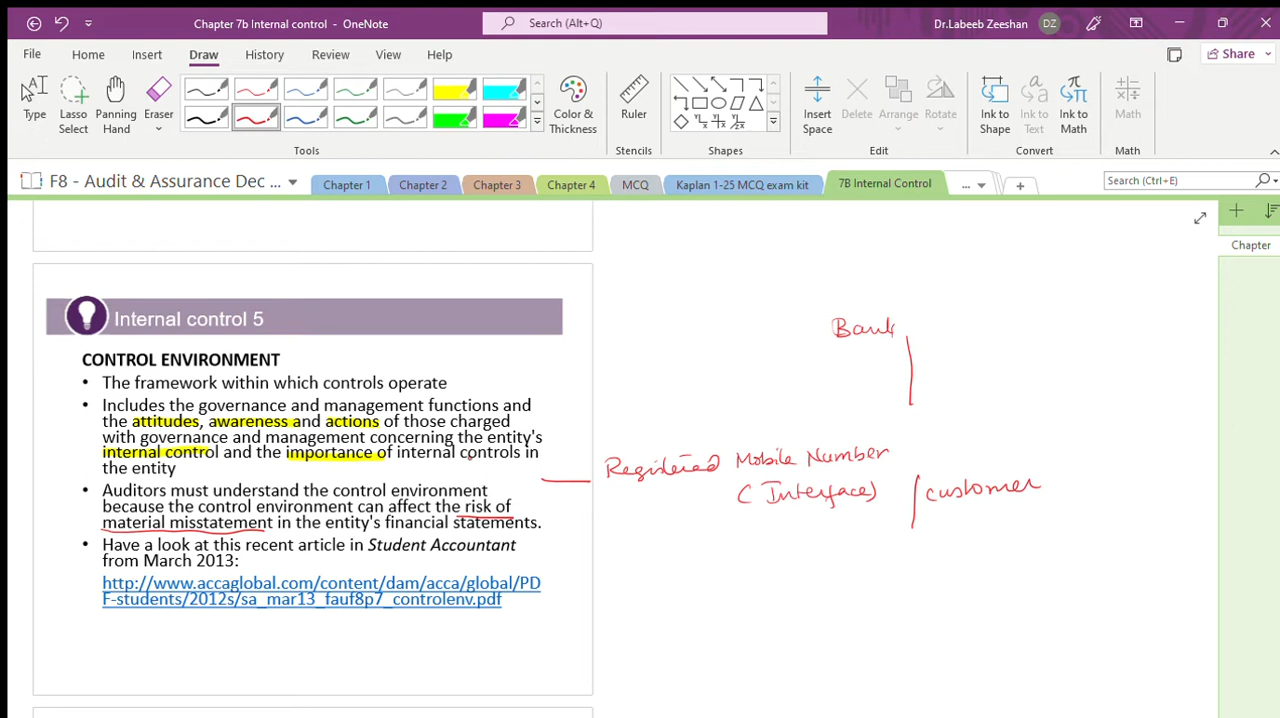 Chapter 7b Internal control - OneNote
Search (Alt+Q)
Dr.Labeeb Zeeshan
DZ
File
Home
Insert
Draw
History
Review
View
Help
Share
Type
Lasso
Select
Panning
Hand
Eraser
Color &
Thickness
Ruler
Insert
Space
Delete
Arrange
Rotate
Ink to
Shape
Ink to
Text
Ink to
Math
Math
Tools
Stencils
Shapes
Edit
Convert
Math
F8 - Audit & Assurance Dec ...
Chapter 1
Chapter 2
Chapter 3
Chapter 4
MCQ
Kaplan 1-25 MCQ exam kit
7B Internal Control
...
Search (Ctrl+E)
Chapter
Internal control 5
CONTROL ENVIRONMENT
• The framework within which controls operate
• Includes the governance and management functions and
the attitudes, awareness and actions of those charged
with governance and management concerning the entity's
internal control and the importance of internal controls in
the entity
• Auditors must understand the control environment
because the control environment can affect the risk of
material misstatement in the entity's financial statements.
• Have a look at this recent article in Student Accountant
from March 2013:
http://www.accaglobal.com/content/dam/acca/global/PD
F-students/2012s/sa_mar13_fauf8p7_controlenv.pdf
Bank
Registered Mobile Number
(Interface)
customer